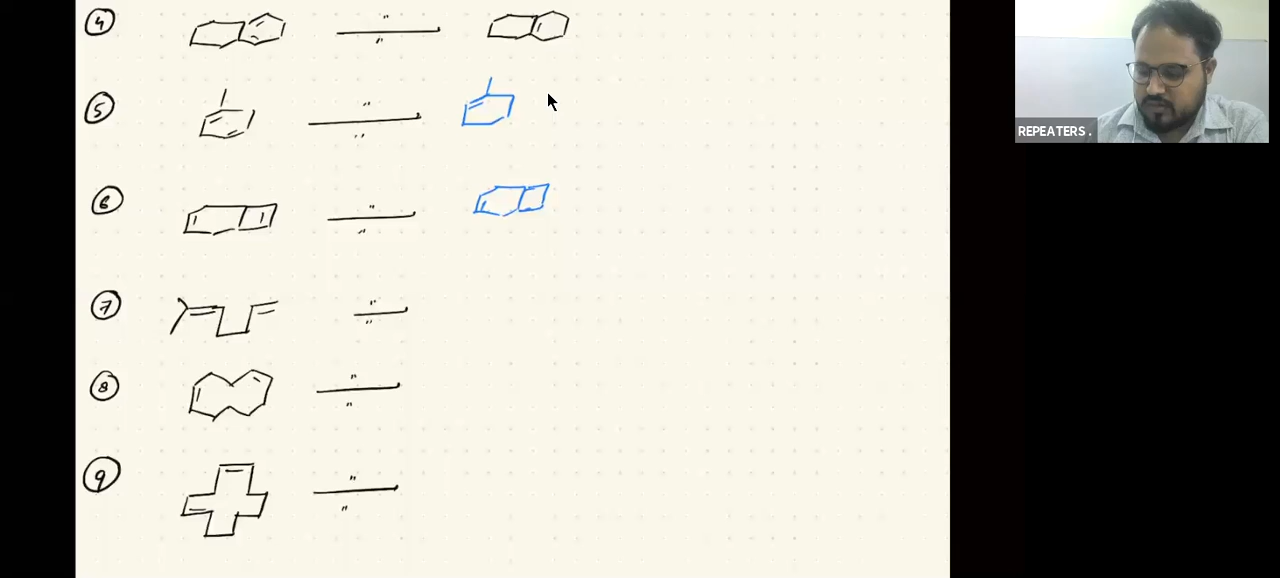 4 " "
REPEATERS.
5 " "
6 " "
7 " "
8 " "
9 " "